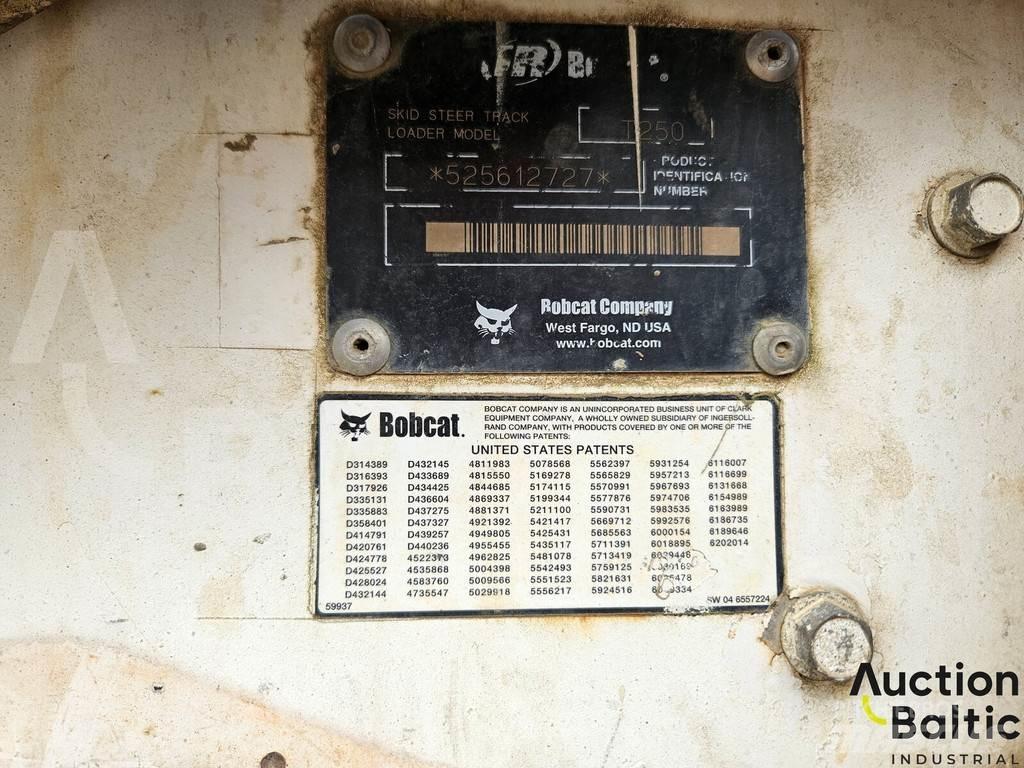 IR
SKID STEER TRACK
LOADER MODEL
T250
*525612727*
IDENTIFICATION
NUMBER
Bobcat Company
West Fargo, ND USA
www.bobcat.com
Bobcat.
BOBCAT COMPANY IS AN UNINCORPORATED BUSINESS UNIT OF CLARK
EQUIPMENT COMPANY, A WHOLLY OWNED SUBSIDIARY OF INGERSOLL-
RAND COMPANY, WITH PRODUCTS COVERED BY ONE OR MORE OF THE
FOLLOWING PATENTS:
UNITED STATES PATENTS
D314389 D432145 4811983 5078568 5562397 5931254 6116007
D316393 D433689 4815550 5169278 5565829 5957213 6116699
D317926 D434425 4844685 5174115 5570991 5967693 6131668
D335131 D436604 4869337 5199344 5577876 5974706 6154989
D335883 D437275 4881371 5211100 5590731 5983535 6163989
D358401 D437327 4921392 5421417 5669712 5992576 6186735
D414791 D439257 4949805 5425431 5685563 6000154 6189646
D420761 D440236 4955455 5435117 5711391 6018895 6202014
D424778 4522373 4962825 5481078 5713419
D425527 4535868 5004398 5542493 5759125
D428024 4583760 5009566 5551523 5821631
D432144 4735547 5029918 5556217 5924516
59937
SW 04 6557224
Auction
Baltic
INDUSTRIAL